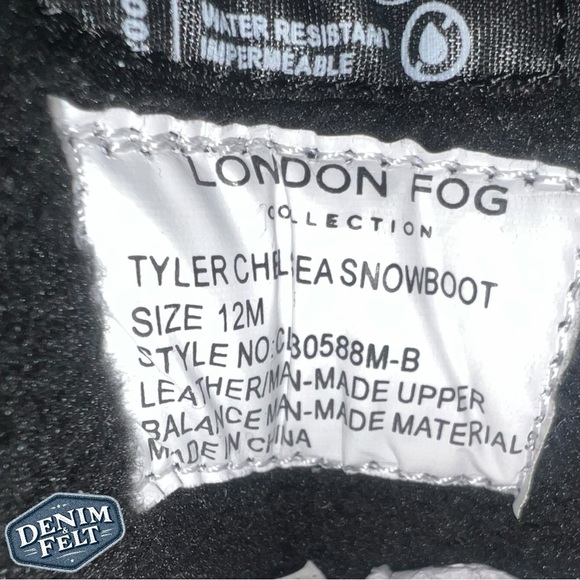 WATER RESISTANT
IMPERMEABLE
LONDON FOG
COLLECTION
TYLER CHELSEA SNOWBOOT
SIZE 12M
STYLE NO:CL30588M-B
LEATHER/MAN-MADE UPPER
BALANCE MAN-MADE MATERIALS
MADE IN CHINA
DENIM
&
FELT